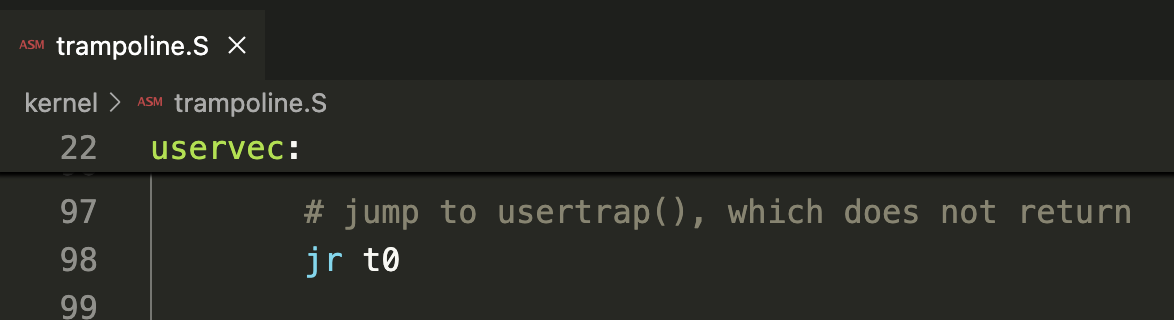 ASM trampoline.S ×
kernel > ASM trampoline.S
22 uservec:
97 # jump to usertrap(), which does not return
98 jr t0
99